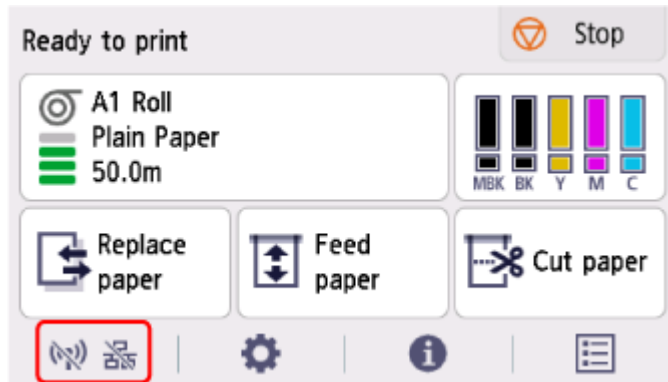 Ready to print
Stop
A1 Roll
Plain Paper
50.0m
MBK BK Y M C
Replace
paper
Feed
paper
Cut paper